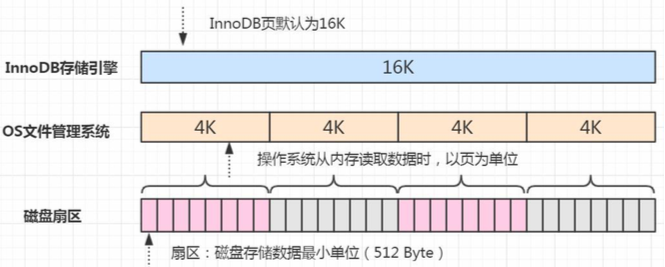 InnoDB页默认为16K
InnoDB存储引擎
16K
OS文件管理系统
4K 4K 4K 4K
操作系统从内存读取数据时，以页为单位
磁盘扇区
扇区：磁盘存储数据最小单位（512 Byte）